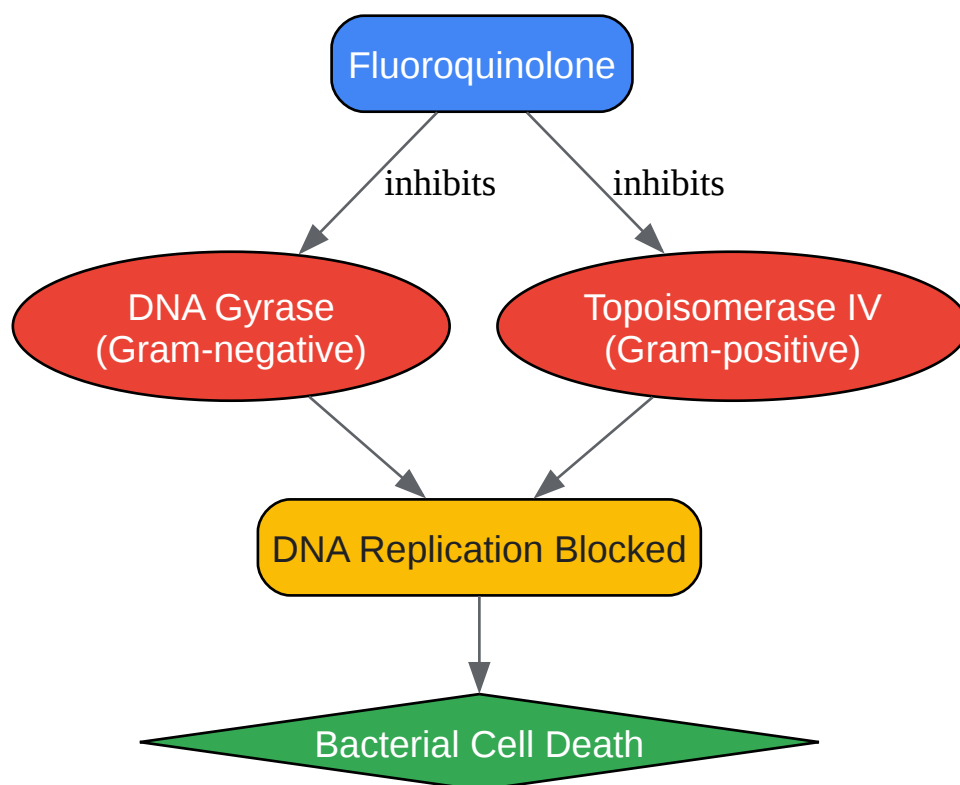 Fluoroquinolone
inhibits
inhibits
DNA Gyrase
(Gram-negative)
Topoisomerase IV
(Gram-positive)
DNA Replication Blocked
Bacterial Cell Death